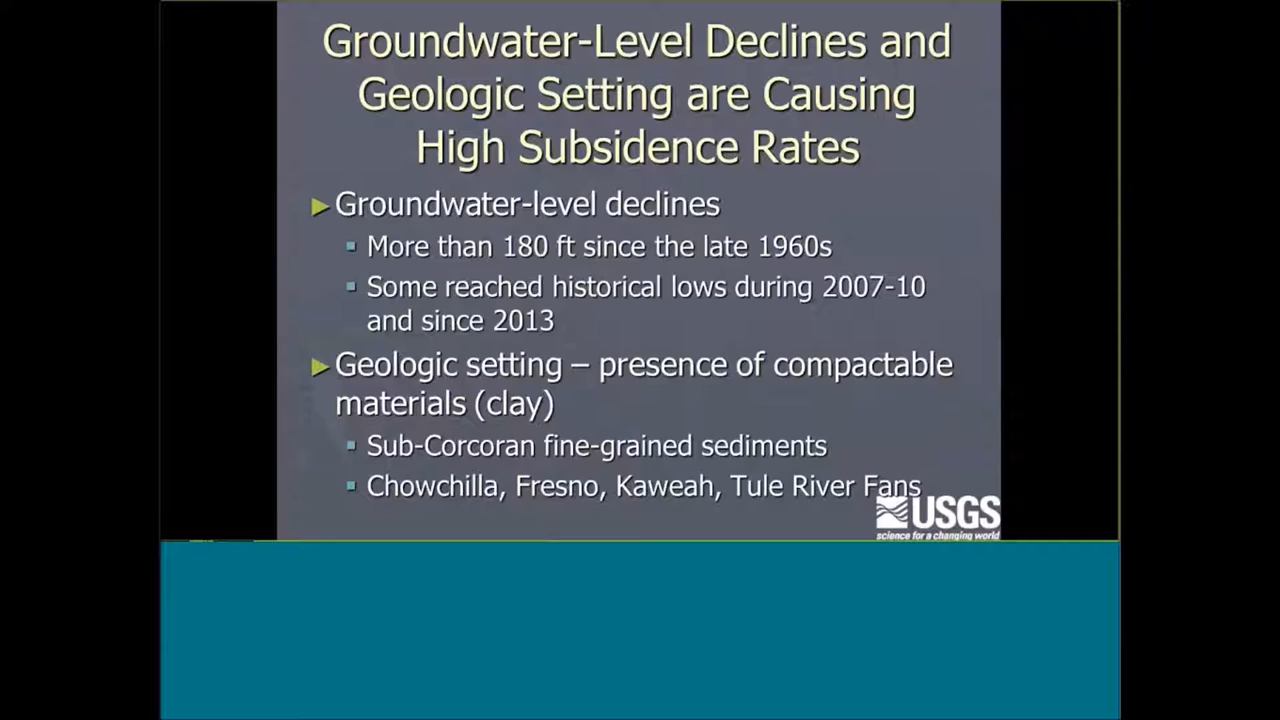 Groundwater-Level Declines and
Geologic Setting are Causing
High Subsidence Rates
►Groundwater-level declines
▪ More than 180 ft since the late 1960s
▪ Some reached historical lows during 2007-10
and since 2013
►Geologic setting – presence of compactable
materials (clay)
▪ Sub-Corcoran fine-grained sediments
▪ Chowchilla, Fresno, Kaweah, Tule River Fans
USGS
science for a changing world